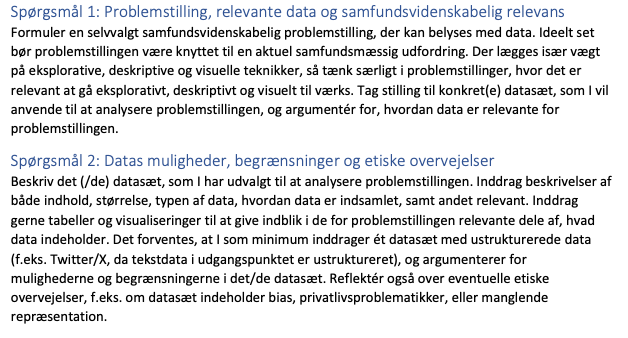 Spørgsmål 1: Problemstilling, relevante data og samfundsvidenskabelig relevans
Formuler en selvvalgt samfundsvidenskabelig problemstilling, der kan belyses med data. Ideelt set
bør problemstillingen være knyttet til en aktuel samfundsmæssig udfordring. Der lægges især vægt
på eksplorative, deskriptive og visuelle teknikker, så tænk særligt i problemstillinger, hvor det er
relevant at gå eksplorativt, deskriptivt og visuelt til værks. Tag stilling til konkret(e) datasæt, som I vil
anvende til at analysere problemstillingen, og argumentér for, hvordan data er relevante for
problemstillingen.
Spørgsmål 2: Datas muligheder, begrænsninger og etiske overvejelser
Beskriv det (/de) datasæt, som I har udvalgt til at analysere problemstillingen. Inddrag beskrivelser af
både indhold, størrelse, typen af data, hvordan data er indsamlet, samt andet relevant. Inddrag
gerne tabeller og visualiseringer til at give indblik i de for problemstillingen relevante dele af, hvad
data indeholder. Det forventes, at I som minimum inddrager ét datasæt med ustrukturerede data
(f.eks. Twitter/X, da tekstdata i udgangspunktet er ustruktureret), og argumenterer for
mulighederne og begrænsningerne i det/de datasæt. Reflektér også over eventuelle etiske
overvejelser, f.eks. om datasæt indeholder bias, privatlivsproblematikker, eller manglende
repræsentation.